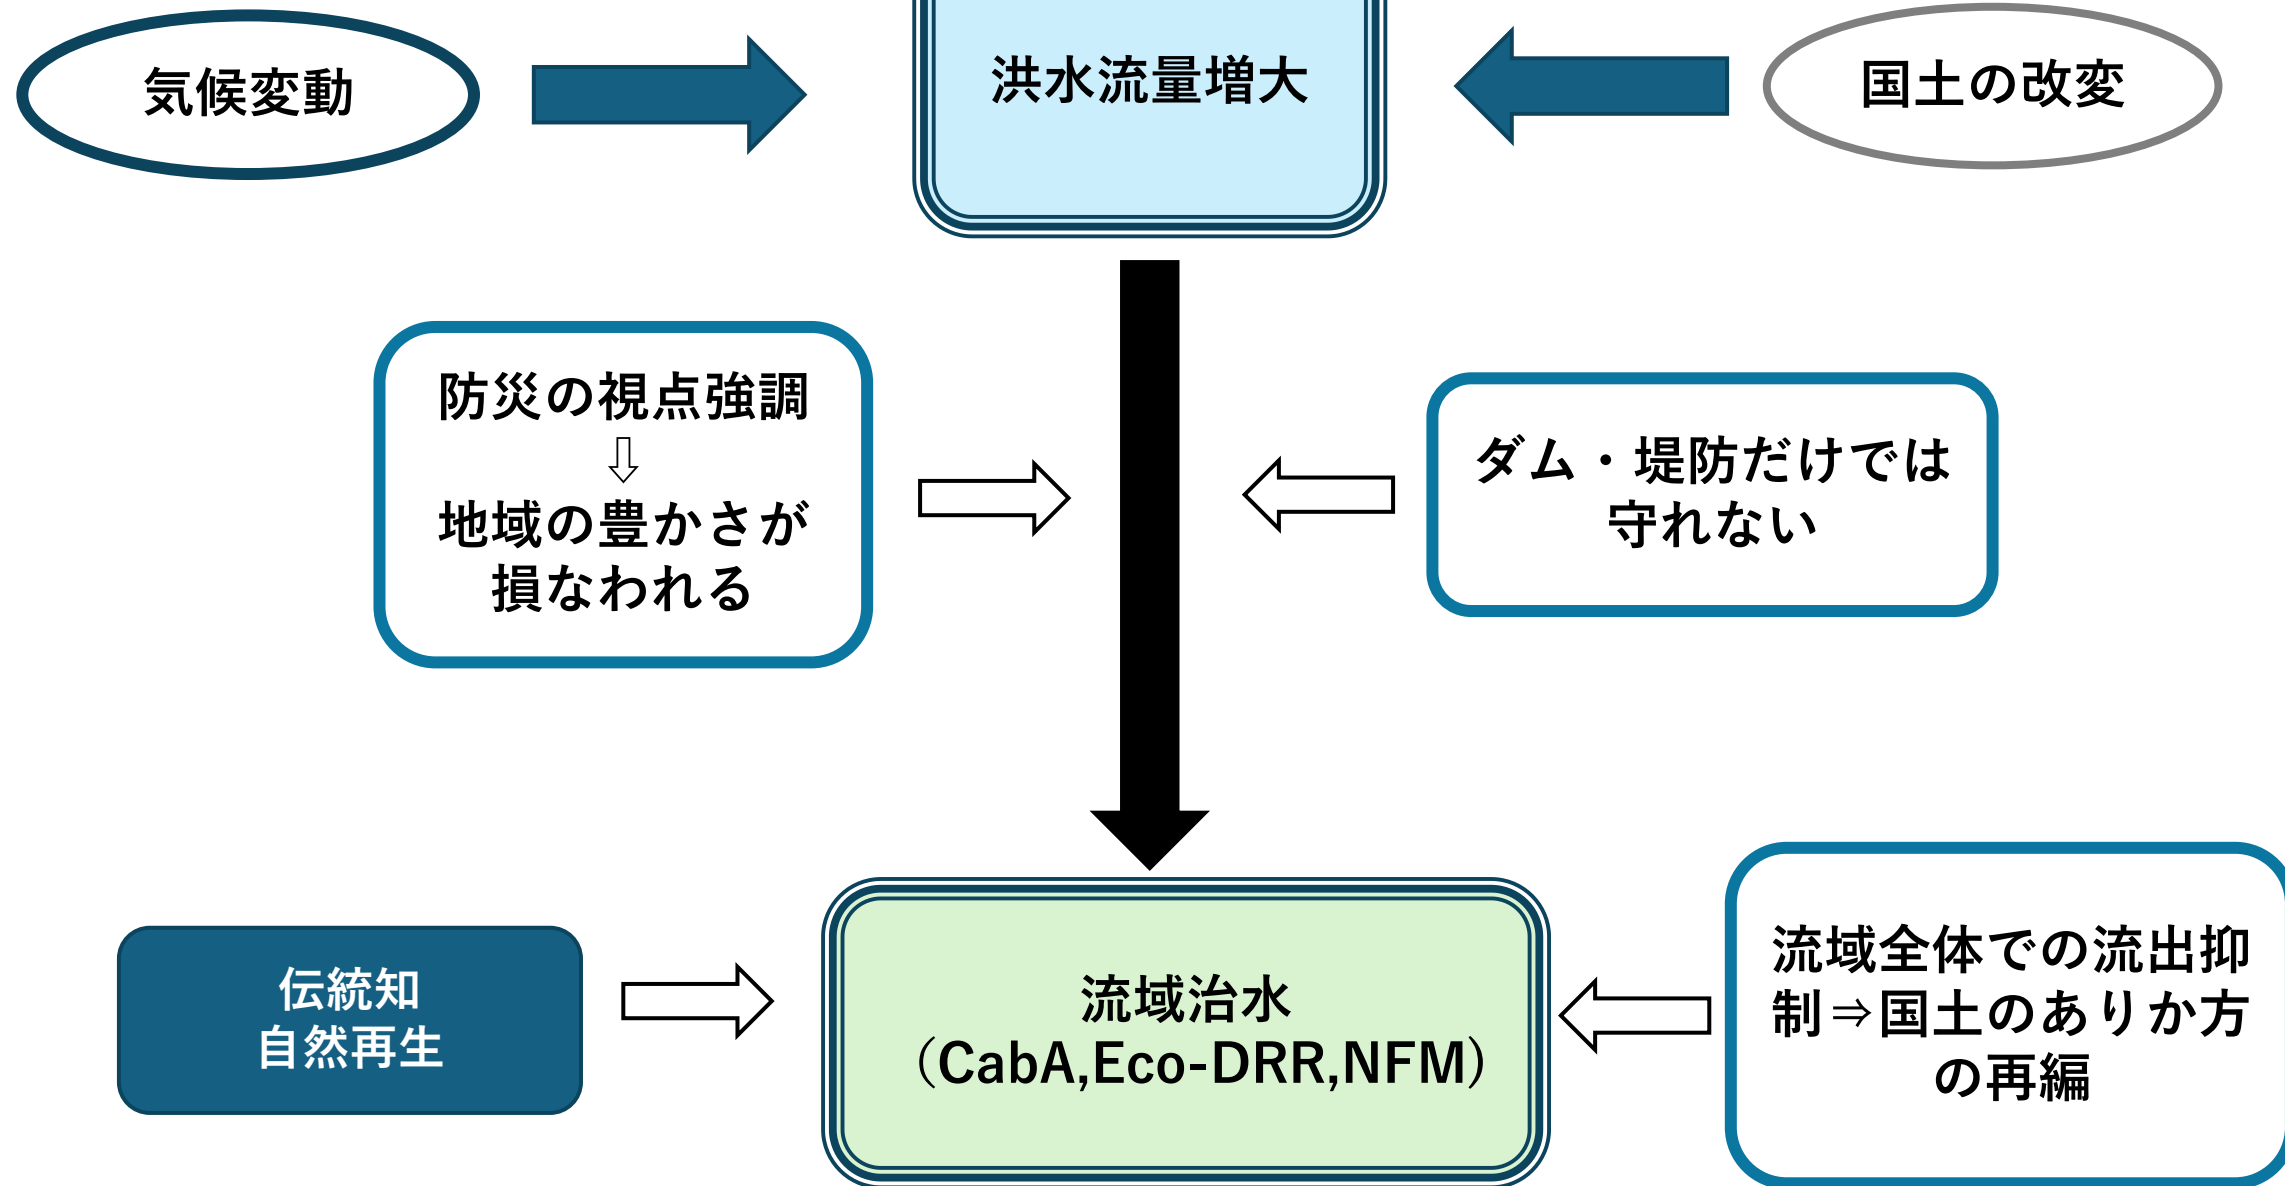 気候変動
洪水流量増大
国土の改変
防災の視点強調
⇩
地域の豊かさが
損なわれる
ダム・堤防だけでは
守れない
伝統知
自然再生
流域治水
（CabA,Eco-DRR,NFM）
流域全体での流出抑
制⇒国土のありか方
の再編